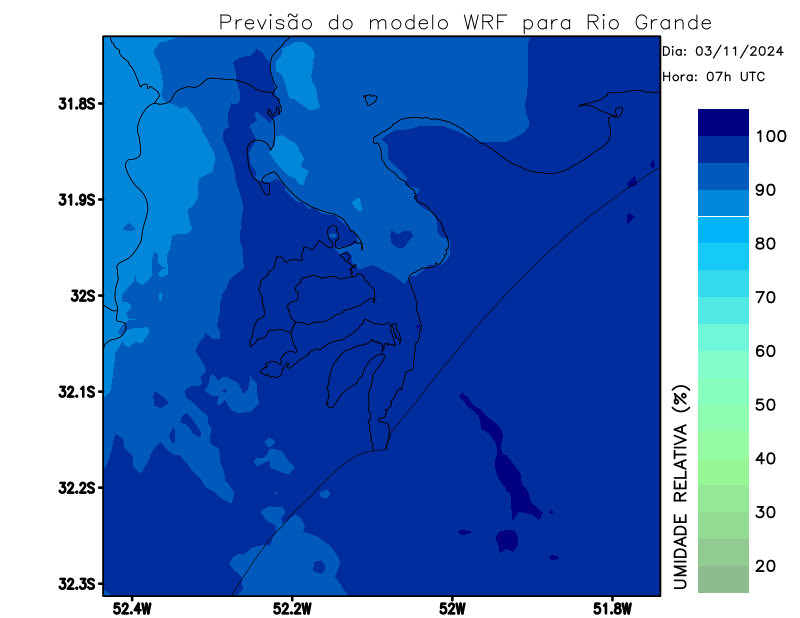 Previsão do modelo WRF para Rio Grande
Dia: 03/11/2024
Hora: 07h UTC
31.8S
31.9S
32S
32.1S
32.2S
32.3S
52.4W
52.2W
52W
51.8W
100
90
80
70
60
50
40
30
20
UMIDADE RELATIVA (%)